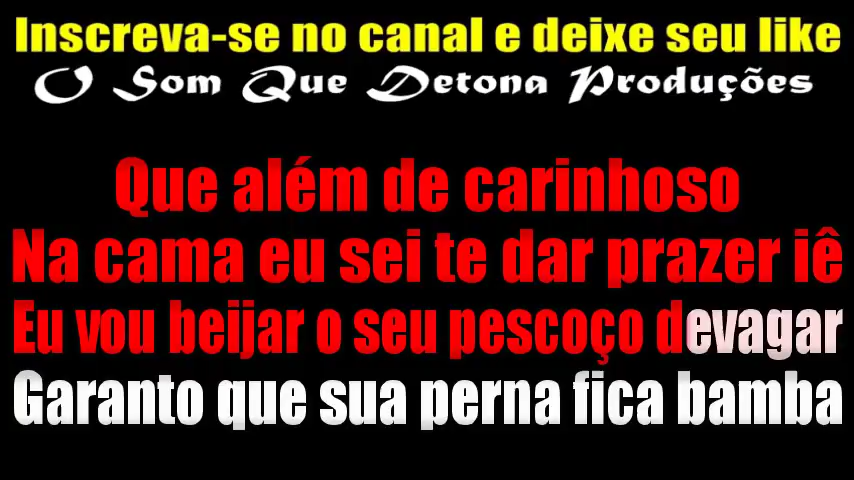 Inscreva-se no canal e deixe seu like
O Som Que Detona Produções
Que além de carinhoso
Na cama eu sei te dar prazer iê
Eu vou beijar o seu pescoço devagar
Garanto que sua perna fica bamba